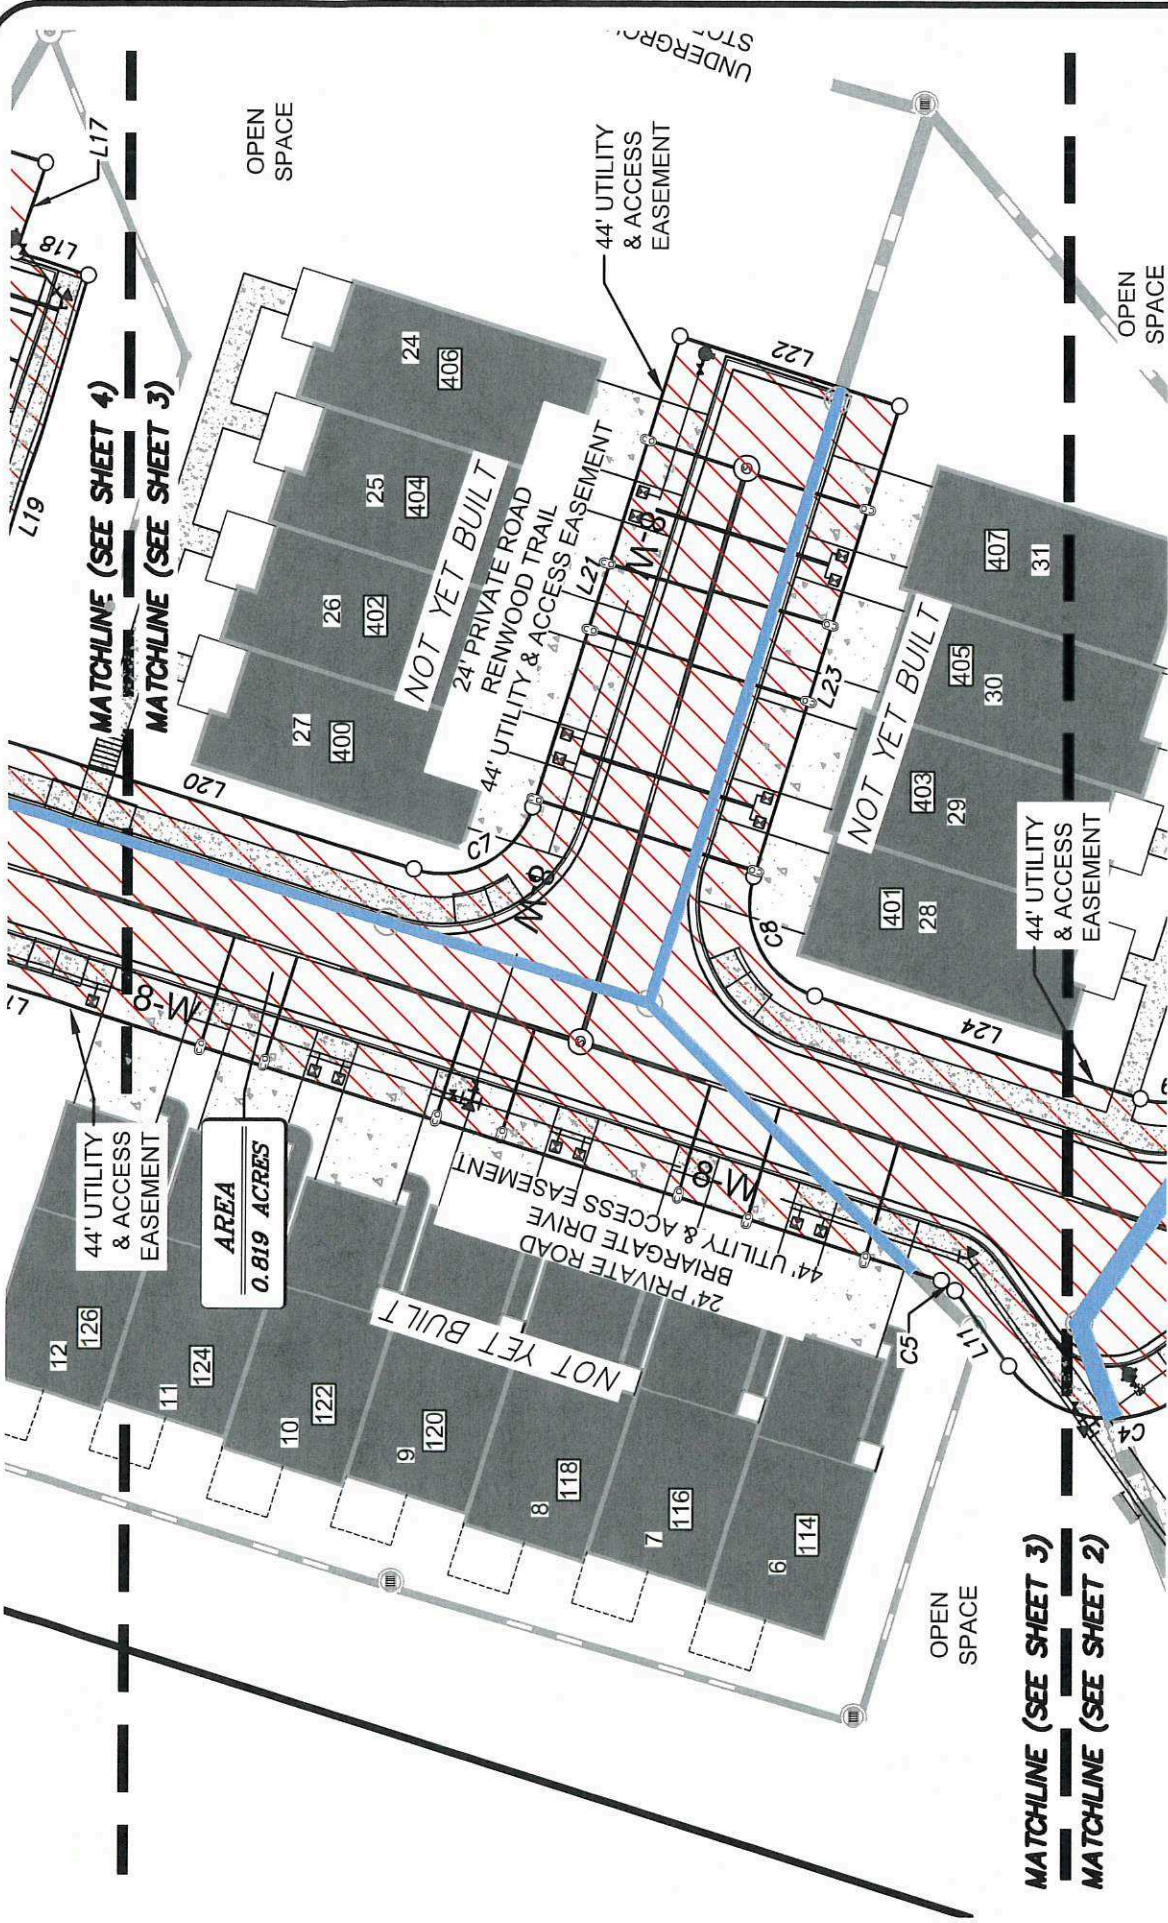 L17
L18
L19
MATCHLINE (SEE SHEET 4)
MATCHLINE (SEE SHEET 3)
OPEN
SPACE
UNDERGROU
44' UTILITY
& ACCESS
EASEMENT
24
406
25
404
26
402
27
400
NOT YET BUILT
24' PRIVATE ROAD
RENWOOD TRAIL
44' UTILITY & ACCESS EASEMENT
L20
C7
L21
L22
L23
C8
L24
W-8
W-8
W-8
W-8
OPEN
SPACE
407
31
405
30
403
29
401
28
NOT YET BUILT
44' UTILITY
& ACCESS
EASEMENT
44' UTILITY
& ACCESS
EASEMENT
AREA
0.819 ACRES
24' PRIVATE ROAD
BRIARGATE DRIVE
44' UTILITY & ACCESS EASEMENT
NOT YET BUILT
12
126
11
124
10
122
9
120
8
118
7
116
6
114
C5
L11
C4
OPEN
SPACE
MATCHLINE (SEE SHEET 3)
MATCHLINE (SEE SHEET 2)